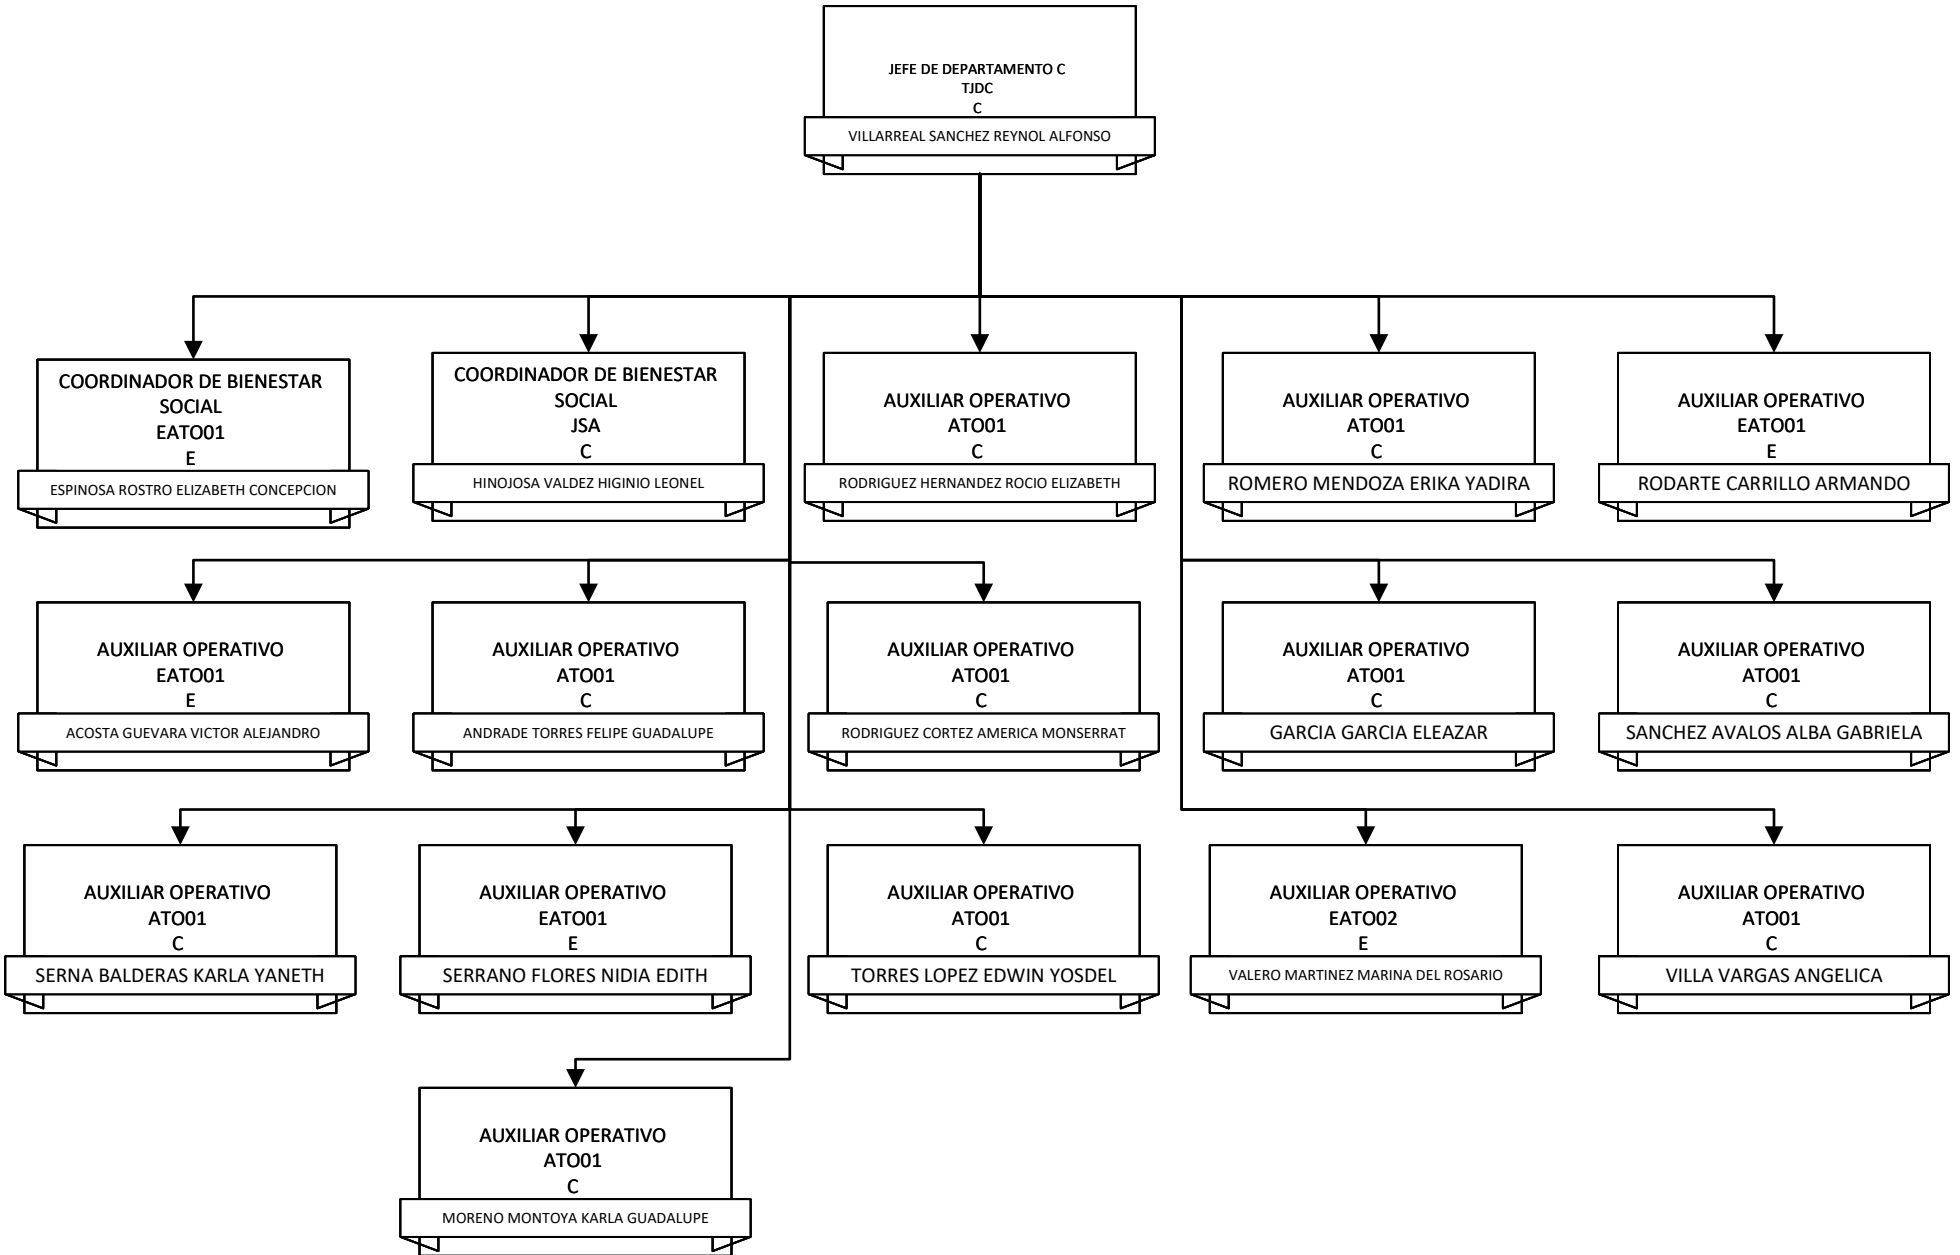 JEFE DE DEPARTAMENTO C
TJDC
C
VILLARREAL SANCHEZ REYNOL ALFONSO
COORDINADOR DE BIENESTAR
SOCIAL
EATO01
E
ESPINOSA ROSTRO ELIZABETH CONCEPCION
COORDINADOR DE BIENESTAR
SOCIAL
JSA
C
HINOJOSA VALDEZ HIGINIO LEONEL
AUXILIAR OPERATIVO
ATO01
C
RODRIGUEZ HERNANDEZ ROCIO ELIZABETH
AUXILIAR OPERATIVO
ATO01
C
ROMERO MENDOZA ERIKA YADIRA
AUXILIAR OPERATIVO
EATO01
E
RODARTE CARRILLO ARMANDO
AUXILIAR OPERATIVO
EATO01
E
ACOSTA GUEVARA VICTOR ALEJANDRO
AUXILIAR OPERATIVO
ATO01
C
ANDRADE TORRES FELIPE GUADALUPE
AUXILIAR OPERATIVO
ATO01
C
RODRIGUEZ CORTEZ AMERICA MONSERRAT
AUXILIAR OPERATIVO
ATO01
C
GARCIA GARCIA ELEAZAR
AUXILIAR OPERATIVO
ATO01
C
SANCHEZ AVALOS ALBA GABRIELA
AUXILIAR OPERATIVO
ATO01
C
SERNA BALDERAS KARLA YANETH
AUXILIAR OPERATIVO
EATO01
E
SERRANO FLORES NIDIA EDITH
AUXILIAR OPERATIVO
ATO01
C
TORRES LOPEZ EDWIN YOSDEL
AUXILIAR OPERATIVO
EATO02
E
VALERO MARTINEZ MARINA DEL ROSARIO
AUXILIAR OPERATIVO
ATO01
C
VILLA VARGAS ANGELICA
AUXILIAR OPERATIVO
ATO01
C
MORENO MONTOYA KARLA GUADALUPE